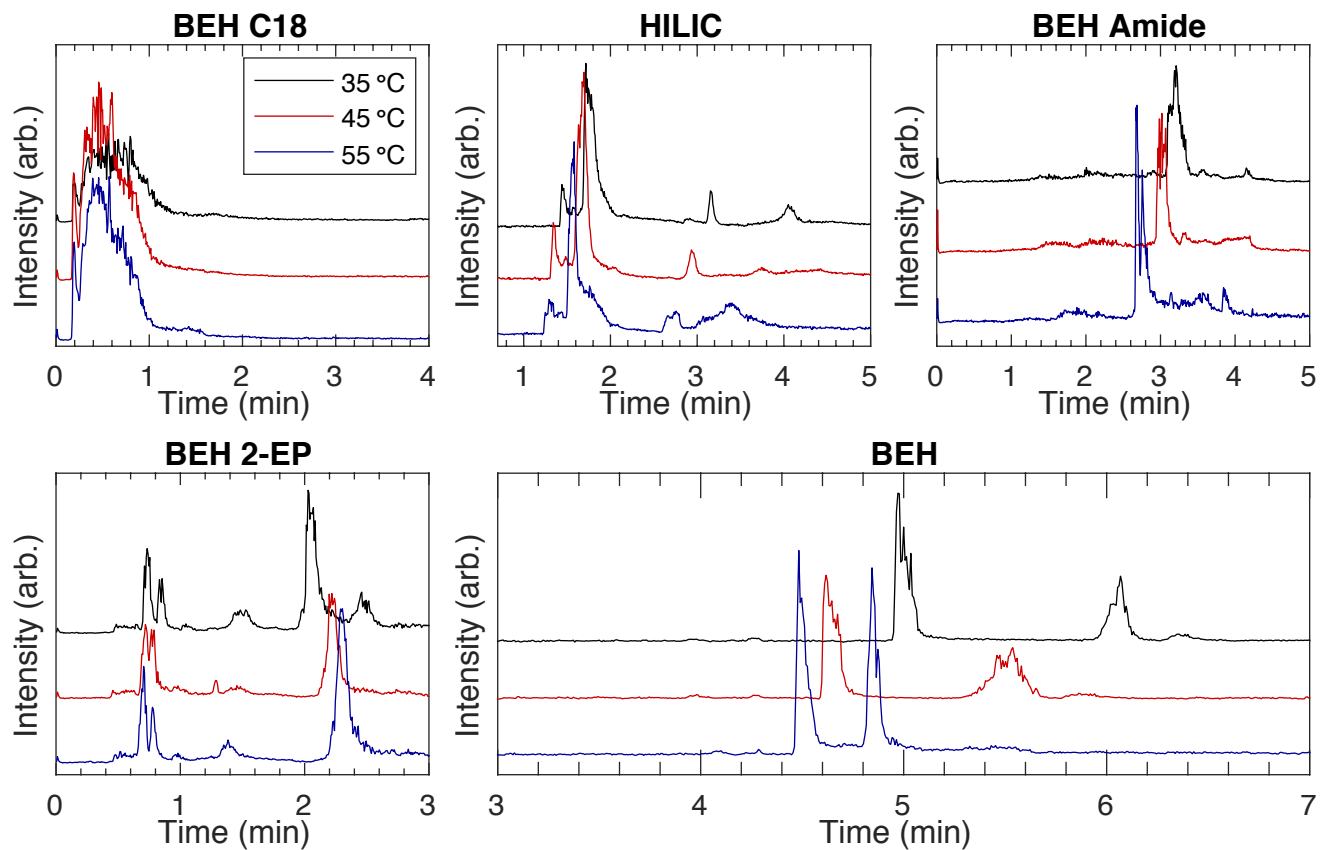 BEH C18
HILIC
BEH Amide
35 ºC
45 ºC
55 ºC
Intensity (arb.)
Intensity (arb.)
Intensity (arb.)
0 1 2 3 4
1 2 3 4 5
0 1 2 3 4 5
Time (min)
Time (min)
Time (min)
BEH 2-EP
BEH
Intensity (arb.)
Intensity (arb.)
0 1 2 3
3 4 5 6 7
Time (min)
Time (min)